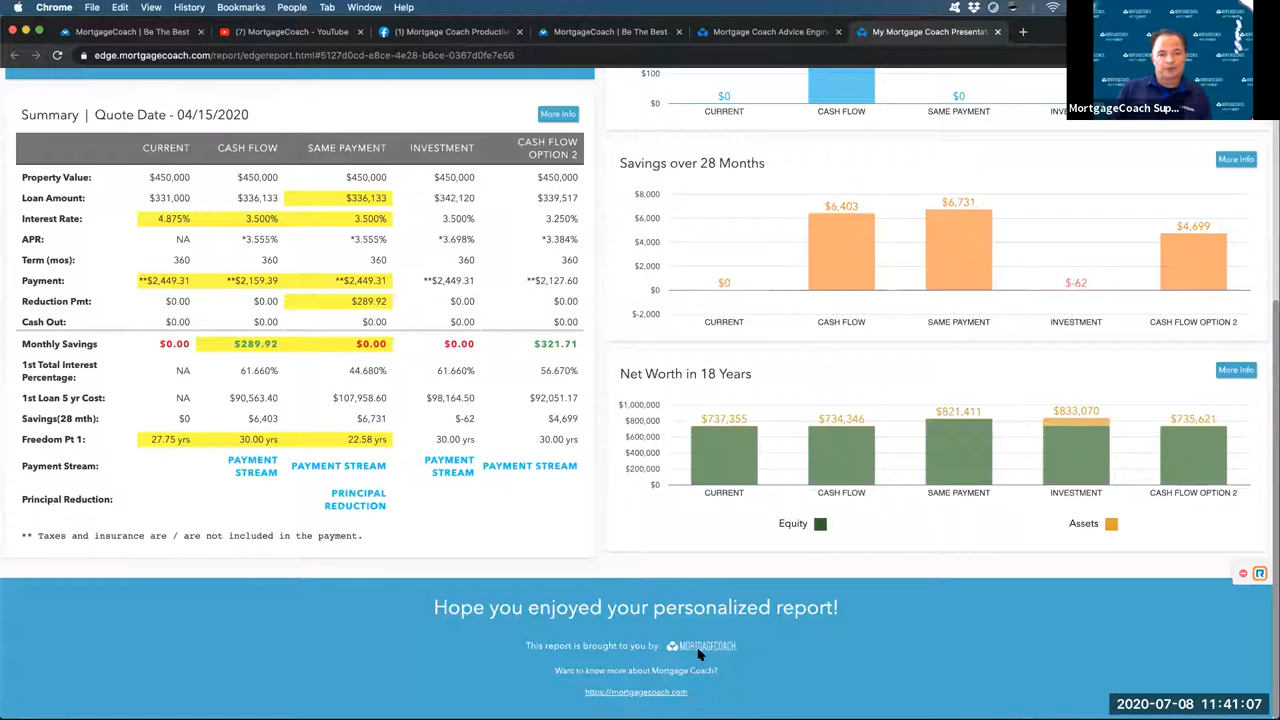 Chrome File Edit View History Bookmarks People Tab Window Help
MortgageCoach | Be The Best
MortgageCoach - YouTube
(1) Mortgage Coach Productiv
MortgageCoach | Be The Best
MortgageCoach Advice Engin
My Mortgage Coach Presentat
MortgageCoach Sup...
Summary | Quote Date - 04/15/2020
More Info
CURRENT CASH FLOW SAME PAYMENT INVESTMENT CASH FLOW OPTION 2
Property Value: $450,000 $450,000 $450,000 $450,000 $450,000
Loan Amount: $331,000 $336,133 $336,133 $342,120 $339,517
Interest Rate: 4.875% 3.500% 3.500% 3.500% 3.250%
APR: NA *3.555% *3.555% *3.698% *3.384%
Term (mos): 360 360 360 360 360
Payment: **$2,449.31 **$2,159.39 **$2,449.31 **$2,449.31 **$2,127.60
Reduction Pmt: $0.00 $0.00 $289.92 $0.00 $0.00
Cash Out: $0.00 $0.00 $0.00 $0.00 $0.00
Monthly Savings $0.00 $289.92 $0.00 $0.00 $321.71
1st Total Interest Percentage: NA 61.660% 44.680% 61.660% 56.670%
1st Loan 5 yr Cost: NA $90,563.40 $107,958.60 $98,164.50 $92,051.17
Savings(28 mth): $0 $6,403 $6,731 $-62 $4,699
Freedom Pt 1: 27.75 yrs 30.00 yrs 22.58 yrs 30.00 yrs 30.00 yrs
Payment Stream: PAYMENT STREAM PAYMENT STREAM PAYMENT STREAM PAYMENT STREAM
Principal Reduction: PRINCIPAL REDUCTION
** Taxes and insurance are / are not included in the payment.
$100
$0
$0 $0
CURRENT CASH FLOW SAME PAYMENT
Savings over 28 Months
More Info
$8,000
$6,000
$4,000
$2,000
$0
$-2,000
$0 $6,403 $6,731 $-62 $4,699
CURRENT CASH FLOW SAME PAYMENT INVESTMENT CASH FLOW OPTION 2
Net Worth in 18 Years
More Info
$1,000,000
$800,000
$600,000
$400,000
$200,000
$0
$737,355 $734,346 $821,411 $833,070 $735,621
CURRENT CASH FLOW SAME PAYMENT INVESTMENT CASH FLOW OPTION 2
Equity Assets
Hope you enjoyed your personalized report!
This report is brought to you by: MORTGAGECOACH
Want to know more about Mortgage Coach?
https://mortgagecoach.com
2020-07-08 11:41:07